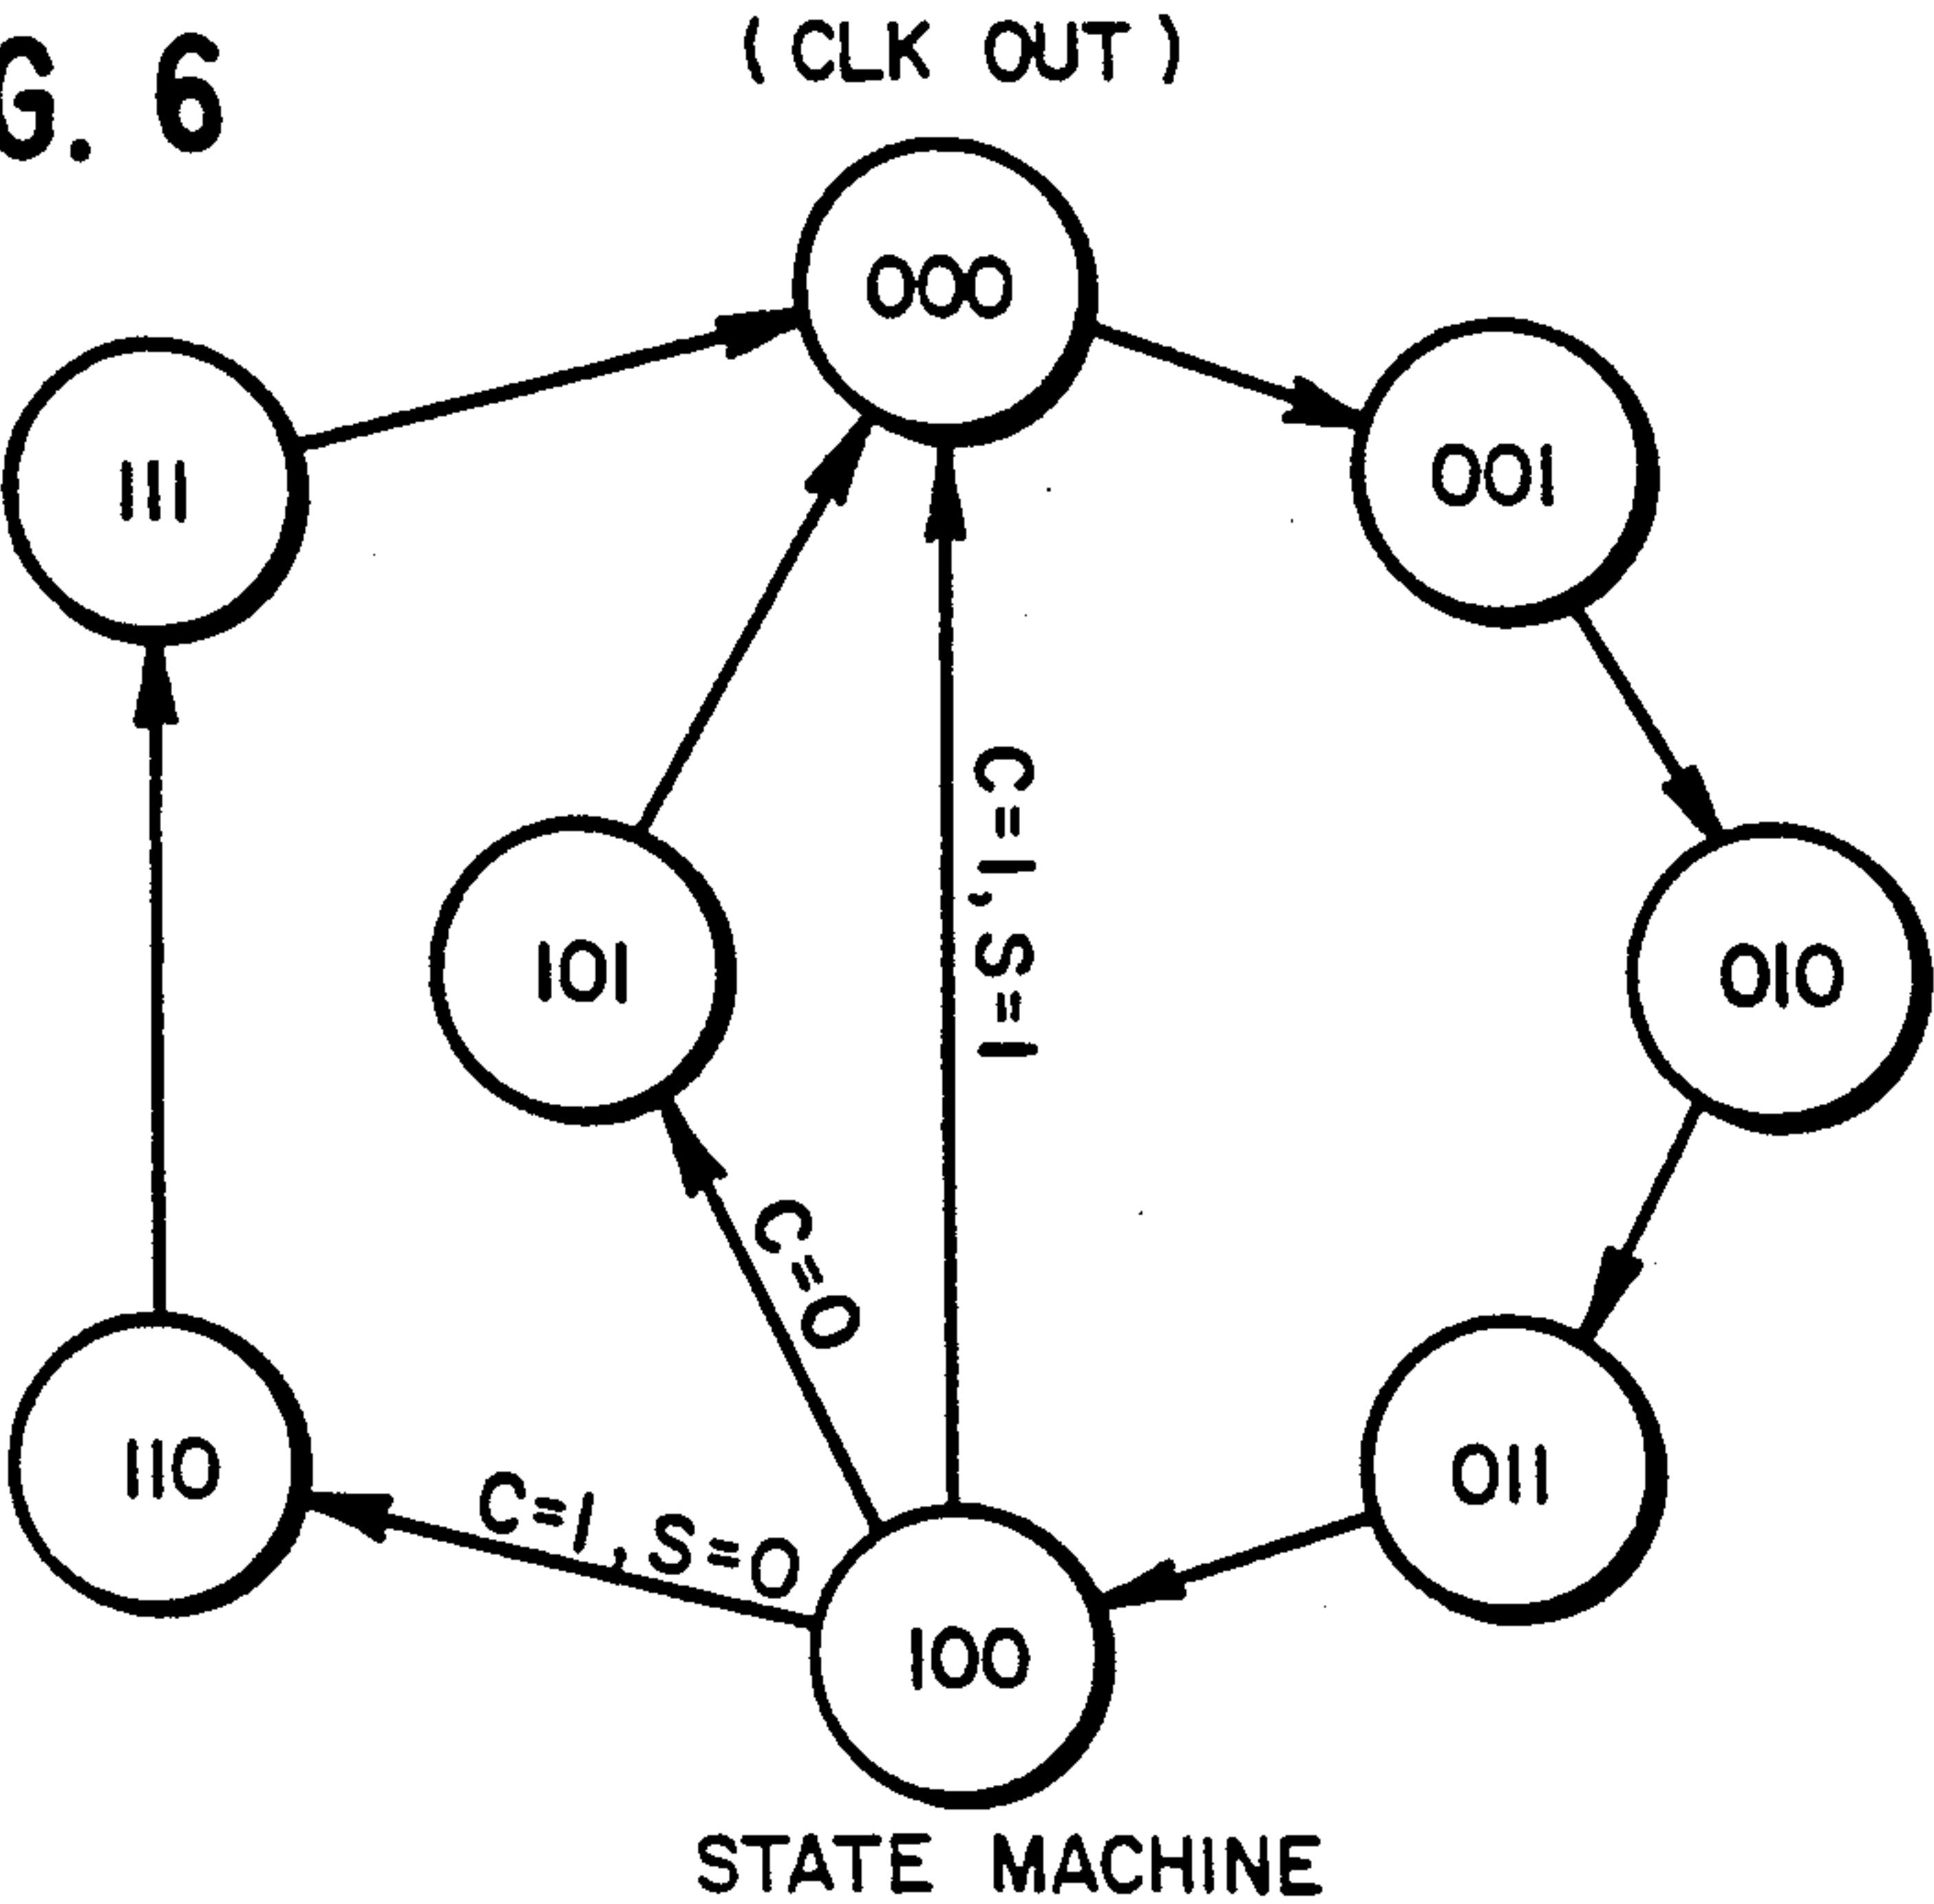 G. 6
(CLK OUT)
000
111
001
C=1, S=1
101
010
C=0
110
C=1, S=0
011
100
STATE MACHINE